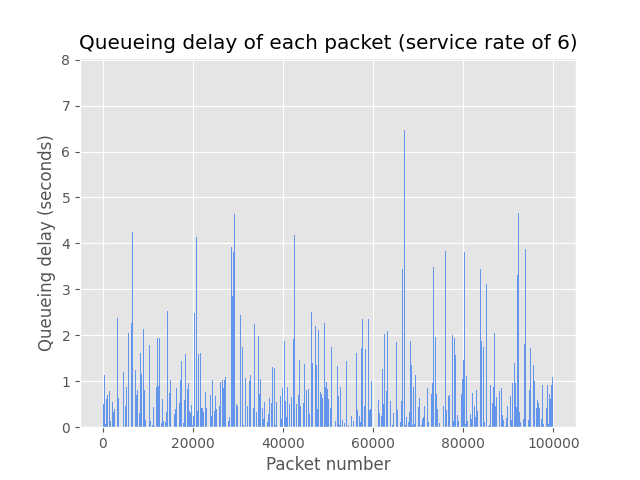 Queueing delay of each packet (service rate of 6)
8
7
6
5
4
3
2
1
0
Queueing delay (seconds)
0 20000 40000 60000 80000 100000
Packet number